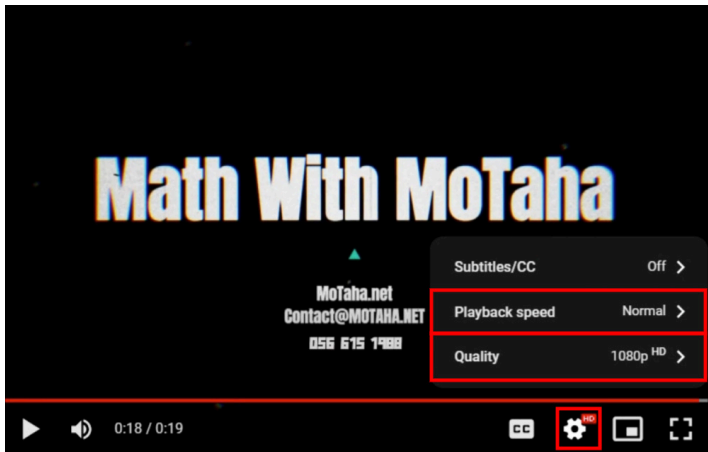 Math With MoTaha
MoTaha.net
Contact@MOTAHA.NET
056 615 1988
Subtitles/CC Off
Playback speed Normal
Quality 1080p HD
0:18 / 0:19
CC
HD